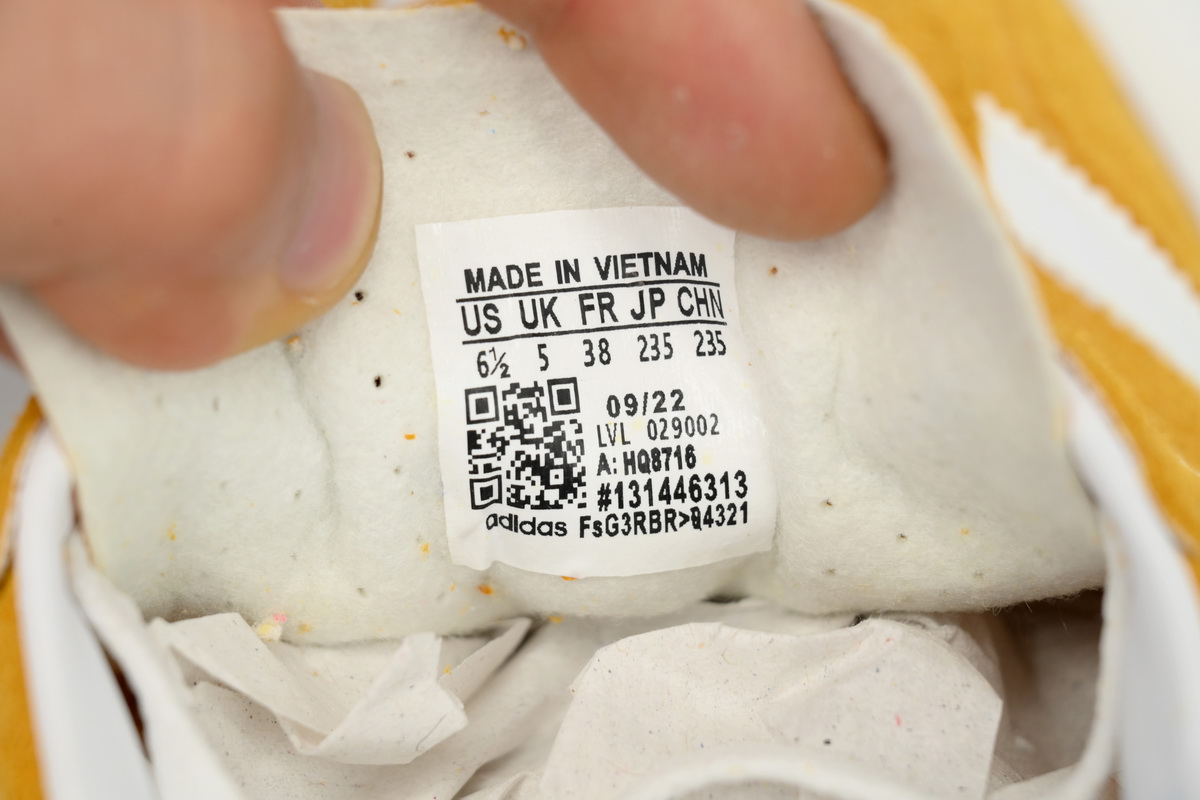 MADE IN VIETNAM
US UK FR JP CHN
6½ 5 38 235 235
09/22
LVL 029002
A: HQ8716
#131446313
adidas FsG3RBR>04321